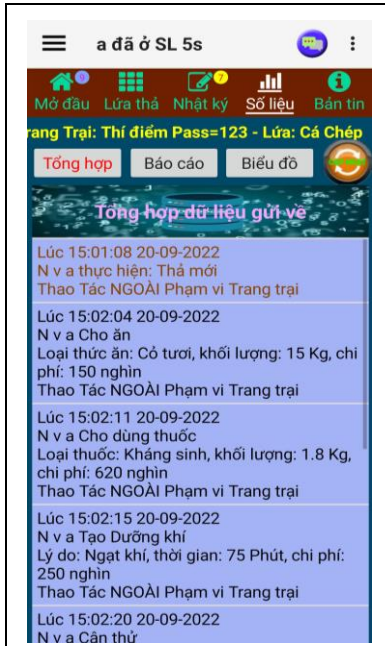 a đã ở SL 5s
Mở đầu Lứa thả Nhật ký Số liệu Bản tin
rang Trại: Thí điểm Pass=123 - Lứa: Cá Chép
Tổng hợp Báo cáo Biểu đồ
Tổng hợp dữ liệu gửi về
Lúc 15:01:08 20-09-2022
N v a thực hiện: Thả mới
Thao Tác NGOÀI Phạm vi Trang trại
Lúc 15:02:04 20-09-2022
N v a Cho ăn
Loại thức ăn: Cỏ tươi, khối lượng: 15 Kg, chi
phí: 150 nghìn
Thao Tác NGOÀI Phạm vi Trang trại
Lúc 15:02:11 20-09-2022
N v a Cho dùng thuốc
Loại thuốc: Kháng sinh, khối lượng: 1.8 Kg,
chi phí: 620 nghìn
Thao Tác NGOÀI Phạm vi Trang trại
Lúc 15:02:15 20-09-2022
N v a Tạo Dưỡng khí
Lý do: Ngạt khí, thời gian: 75 Phút, chi phí:
250 nghìn
Thao Tác NGOÀI Phạm vi Trang trại
Lúc 15:02:20 20-09-2022
N v a Cân thử